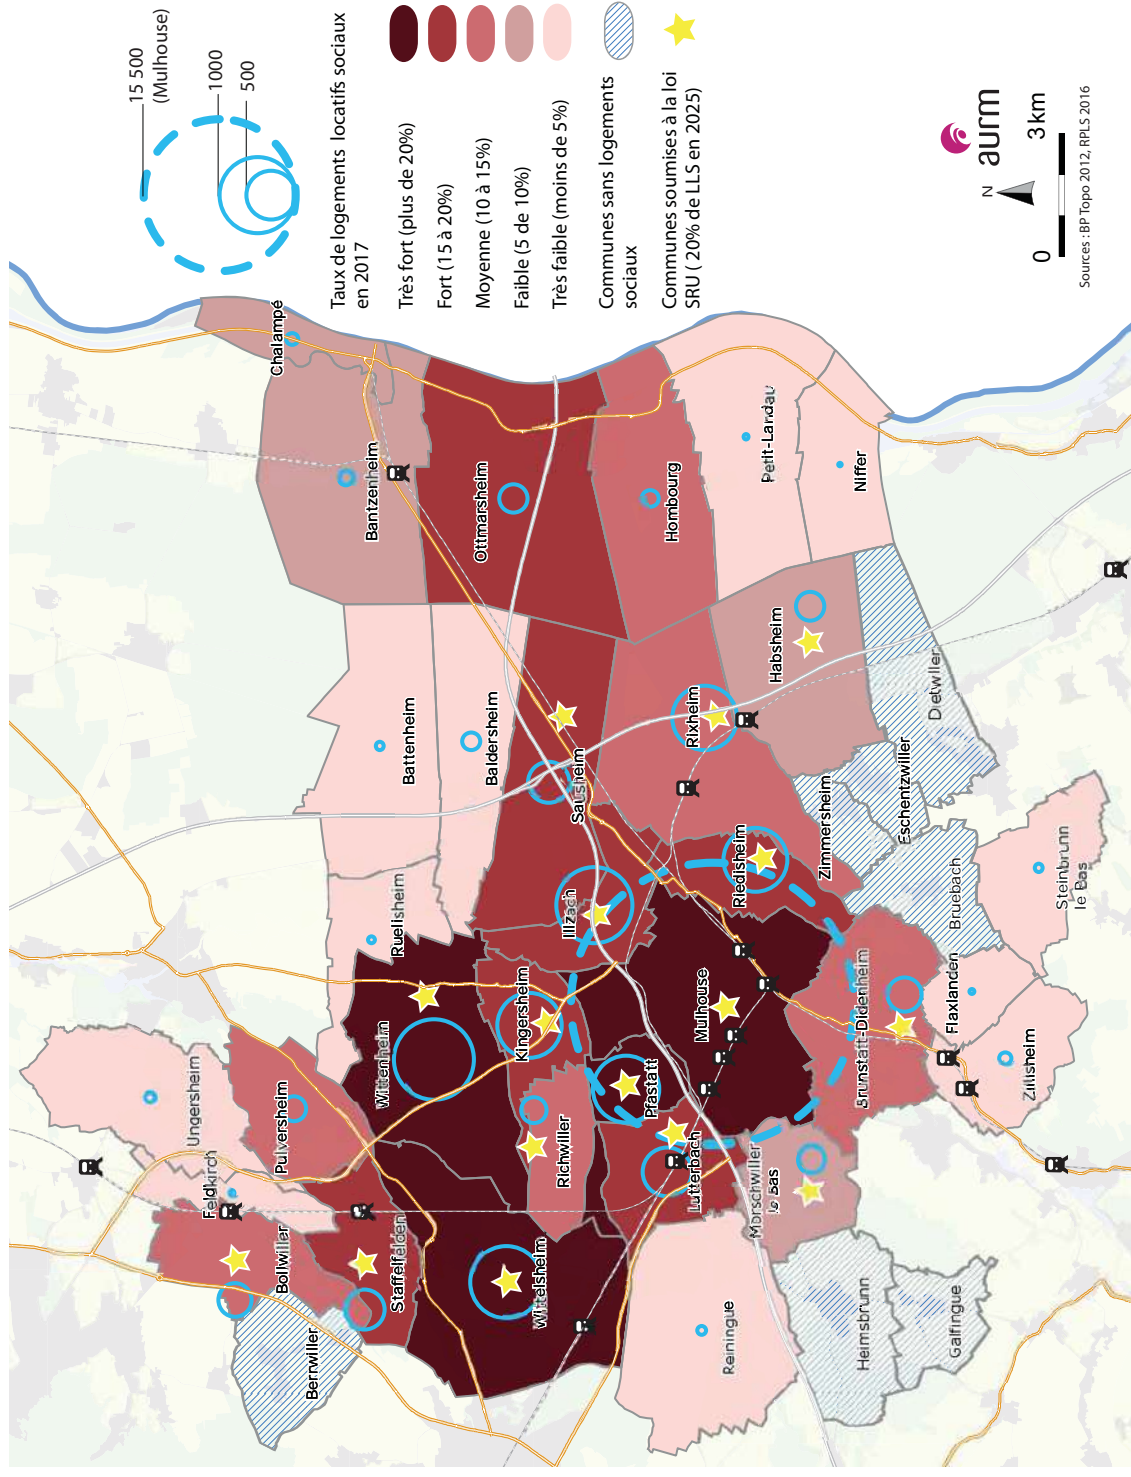 15 500
(Mulhouse)
1000
500
Taux de logements locatifs sociaux
en 2017
Très fort (plus de 20%)
Fort (15 à 20%)
Moyenne (10 à 15%)
Faible (5 de 10%)
Très faible (moins de 5%)
Communes sans logements
sociaux
Communes soumises à la loi
SRU ( 20% de LLS en 2025)
N
aurm
0
3km
Sources : BP Topo 2012, RPLS 2016
Chalampé
Bantzenheim
Ottmarsheim
Hombourg
Petit-Landau
Niffer
Battenheim
Baldersheim
Sausheim
Rixheim
Habsheim
Dietwiller
Eschentzwiller
Zimmersheim
Riedisheim
Illzach
Ruelisheim
Bruebach
Steinbrunn
le Bas
Wittenheim
Kingersheim
Mulhouse
Brunstatt-Didenheim
Flaxlanden
Zillisheim
Pfastatt
Ungersheim
Pulversheim
Richwiller
Lutterbach
Morschwiller
le Bas
Feldkirch
Bollwiller
Staffelfelden
Wittelsheim
Berrwiller
Reiningue
Heimsbrunn
Galfingue